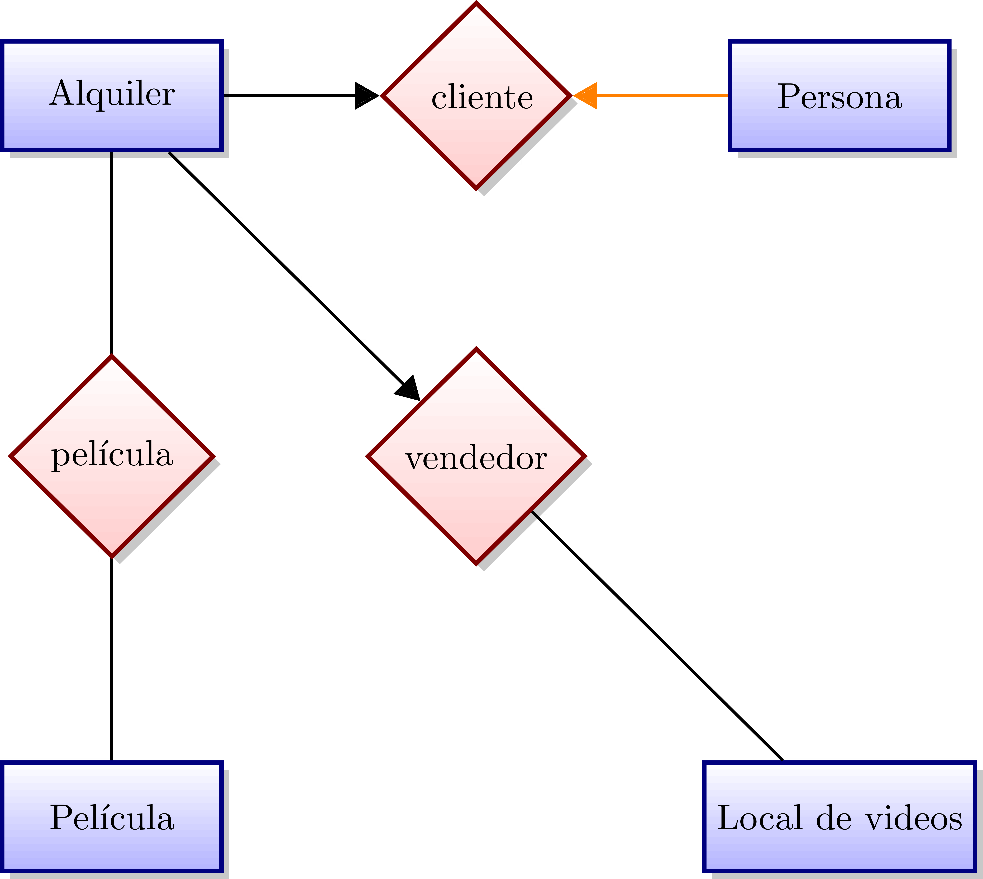 Alquiler
cliente
Persona
película
vendedor
Película
Local de videos